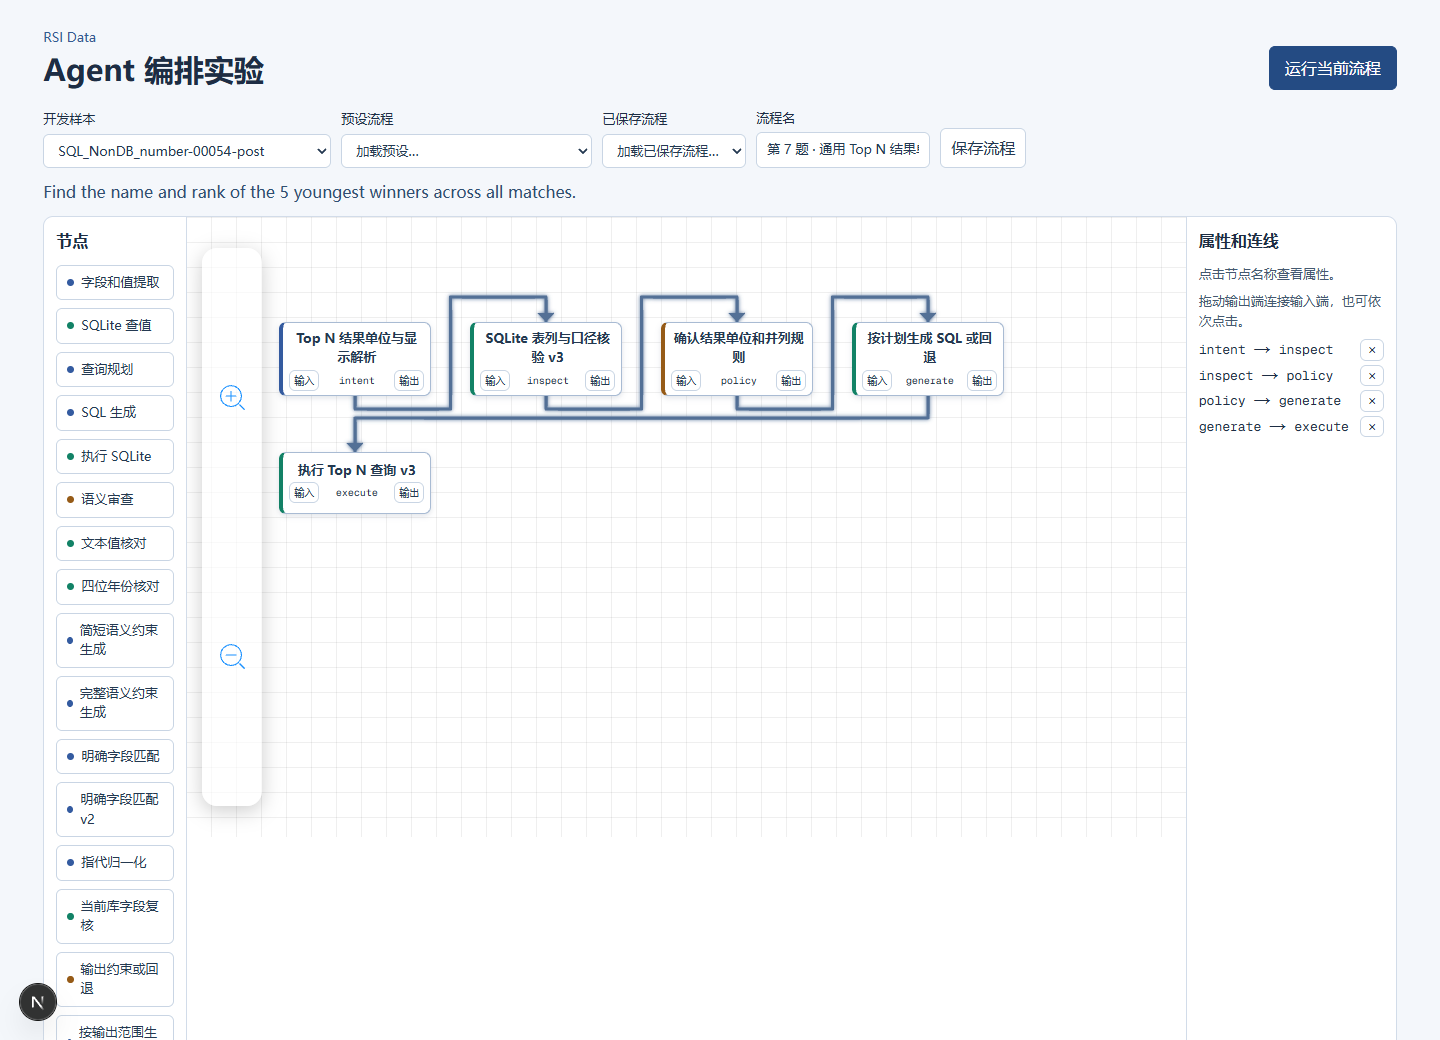 RSI Data
Agent 编排实验
运行当前流程
开发样本
预设流程
已保存流程
流程名
SQL_NonDB_number-00054-post
加载预设...
加载已保存流程...
第 7 题 · 通用 Top N 结果
保存流程
Find the name and rank of the 5 youngest winners across all matches.
节点
字段和值提取
SQLite 查值
查询规划
SQL 生成
执行 SQLite
语义审查
文本值核对
四位年份核对
简短语义约束
生成
完整语义约束
生成
明确字段匹配
明确字段匹配
v2
指代归一化
当前库字段复
核
输出约束或回
退
按输出范围生
N
Top N 结果单位与显
示解析
输入
intent
输出
SQLite 表列与口径核
验 v3
输入
inspect
输出
确认结果单位和并列规
则
输入
policy
输出
按计划生成 SQL 或回
退
输入
generate
输出
执行 Top N 查询 v3
输入
execute
输出
属性和连线
点击节点名称查看属性。
拖动输出端连接输入端，也可依
次点击。
intent → inspect ×
inspect → policy ×
policy → generate ×
generate → execute ×